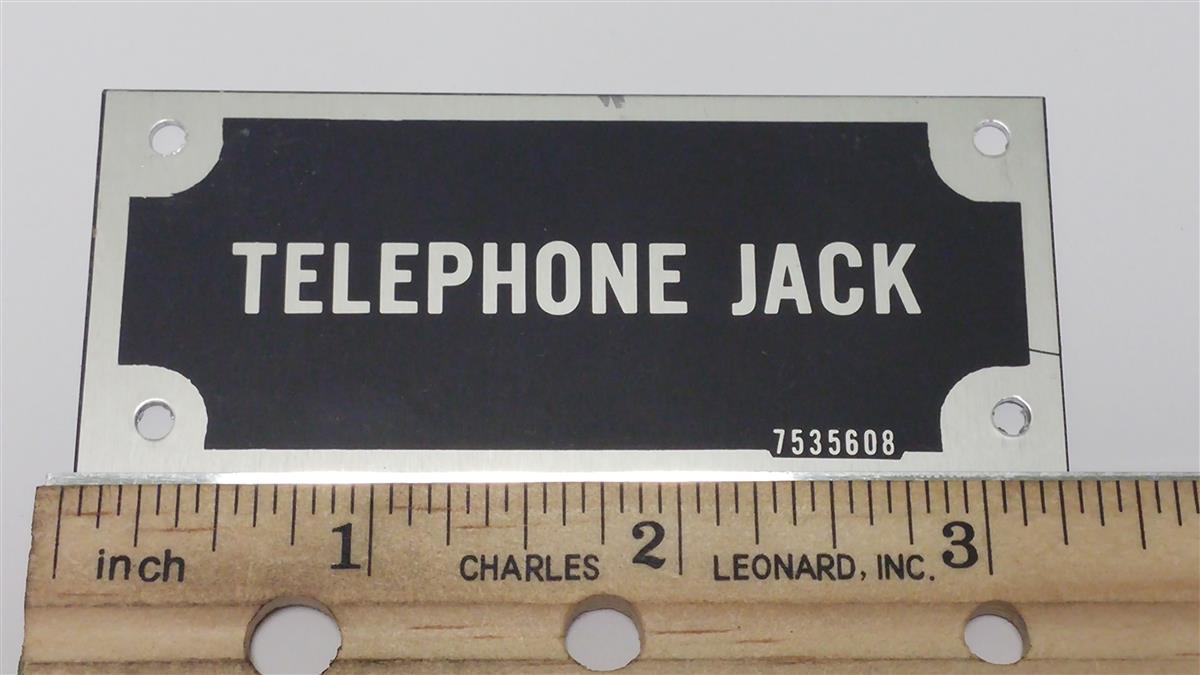 TELEPHONE JACK
7535608
1 2 3
inch CHARLES LEONARD, INC.